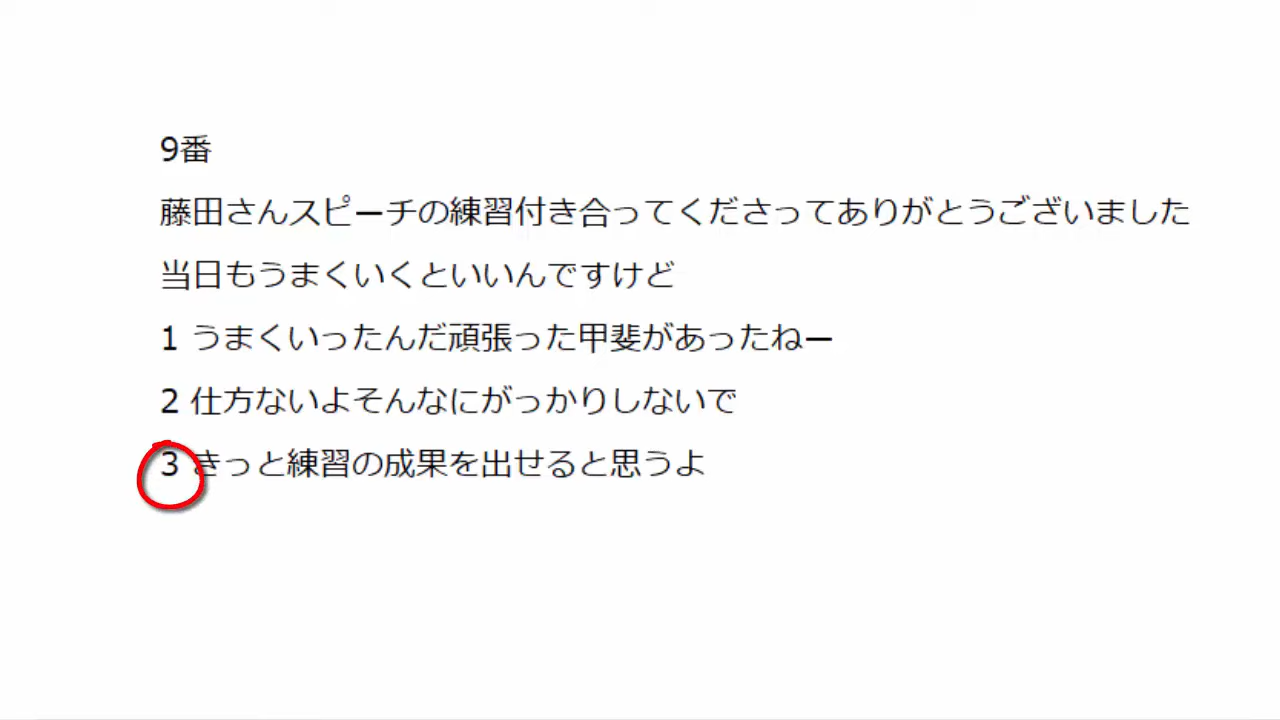 9番
藤田さんスピーチの練習付き合ってくださってありがとうございました
当日もうまくいくといいんですけど
1 うまくいったんだ頑張った甲斐があったねー
2 仕方ないよそんなにがっかりしないで
3 きっと練習の成果を出せると思うよ